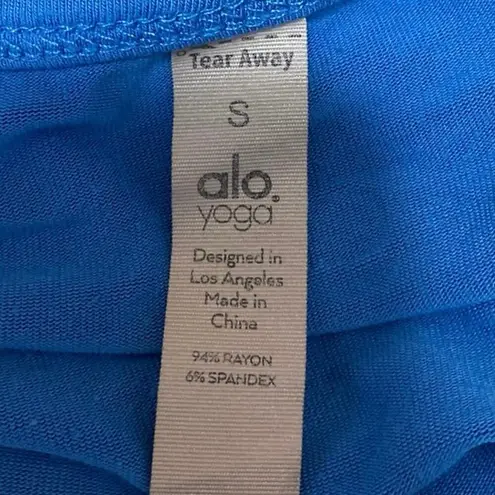 Tear Away
S
alo.
yoga
Designed in
Los Angeles
Made in
China
94% RAYON
6% SPANDEX